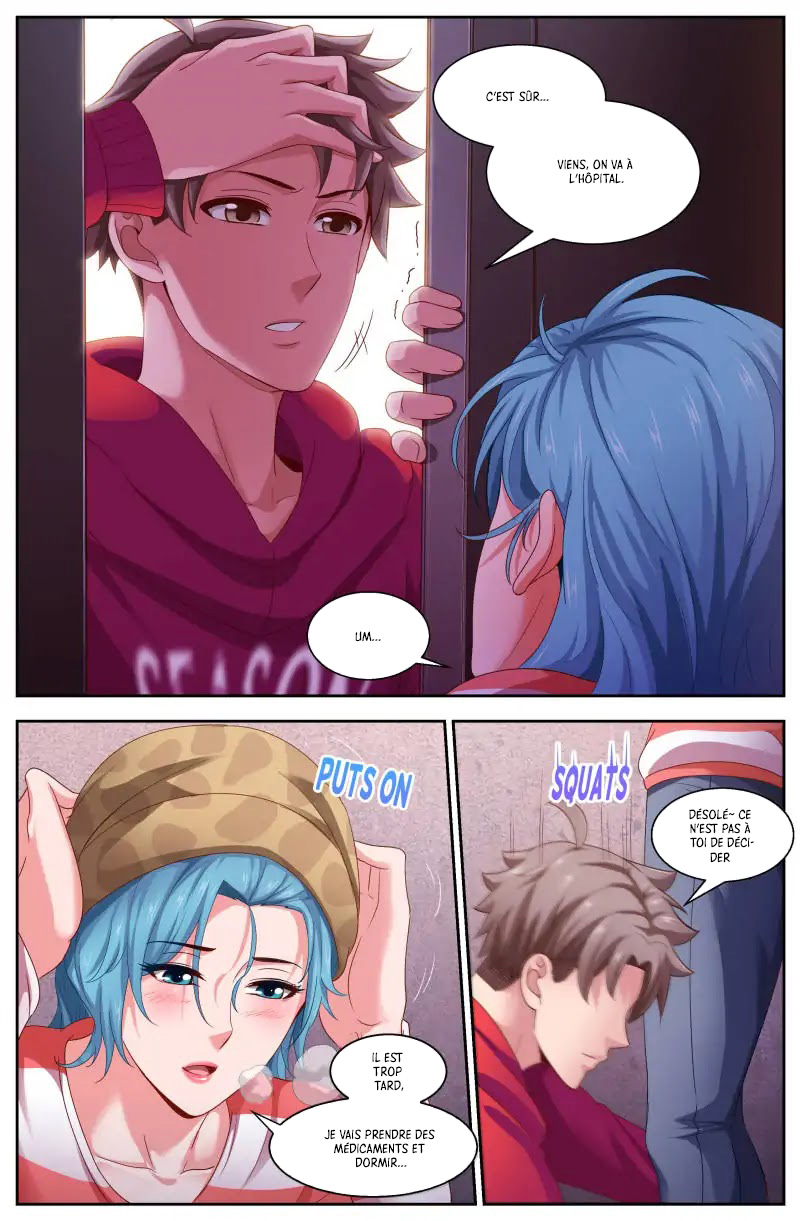 C'EST SÛR...
VIENS, ON VA À
L'HÔPITAL.
UM...
SEASON
PUTS ON
IL EST
TROP
TARD,
JE VAIS PRENDRE DES
MÉDICAMENTS ET
DORMIR...
SQUATS
DÉSOLÉ~ CE
N'EST PAS À
TOI DE DÉCI-
DER